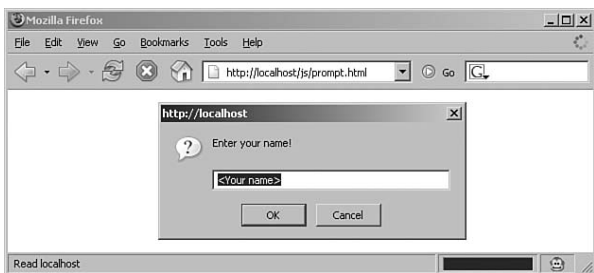 Mozilla Firefox
File Edit View Go Bookmarks Tools Help
http://localhost/js/prompt.html Go G
http://localhost
Enter your name!
<Your name>
OK Cancel
Read localhost